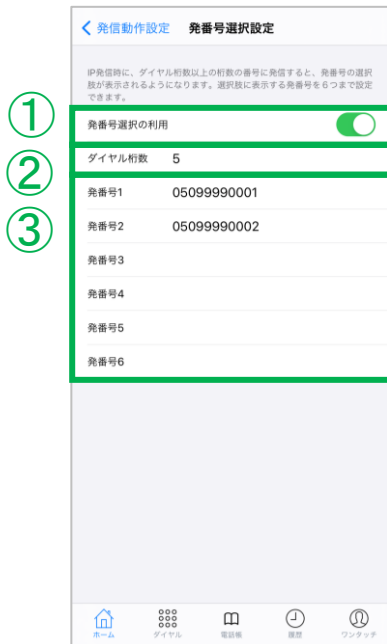 発信動作設定 発番号選択設定
IP発信時に、ダイヤル桁数以上の桁数の番号に発信すると、発番号の選択
肢が表示されるようになります。選択肢に表示する発番号を6つまで設定
できます。
① 発番号選択の利用
② ダイヤル桁数 5
③ 発番号1 05099990001
発番号2 05099990002
発番号3
発番号4
発番号5
発番号6
ホーム ダイヤル 電話帳 履歴 ワンタッチ